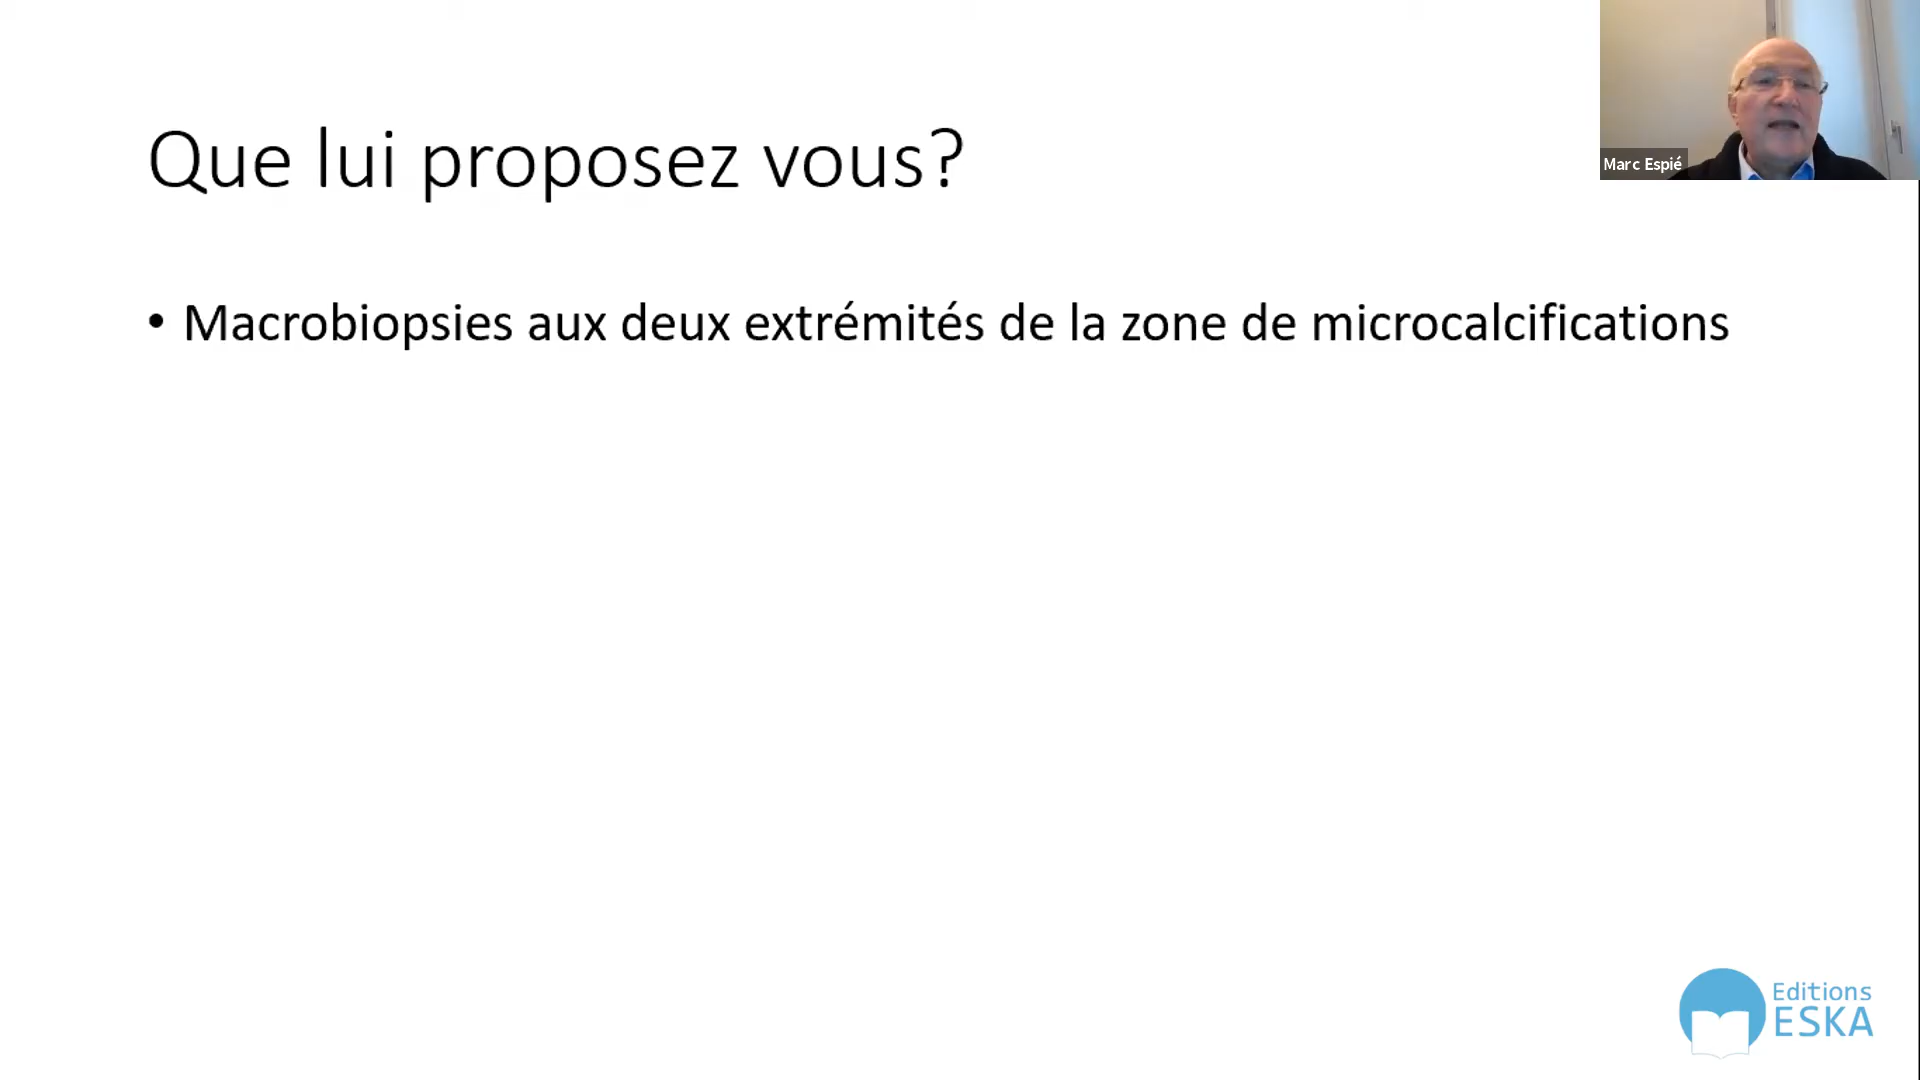 Que lui proposez vous?
Marc Espié
• Macrobiopsies aux deux extrémités de la zone de microcalcifications
Editions
ESKA